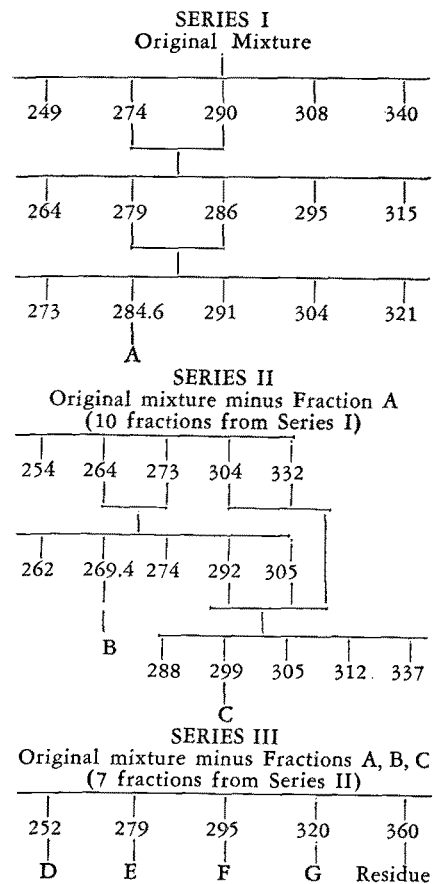 SERIES I
Original Mixture
249 274 290 308 340
264 279 286 295 315
273 284.6 291 304 321
A
SERIES II
Original mixture minus Fraction A
(10 fractions from Series I)
254 264 273 304 332
262 269.4 274 292 305
B
288 299 305 312. 337
C
SERIES III
Original mixture minus Fractions A, B, C
(7 fractions from Series II)
252 279 295 320 360
D E F G Residue